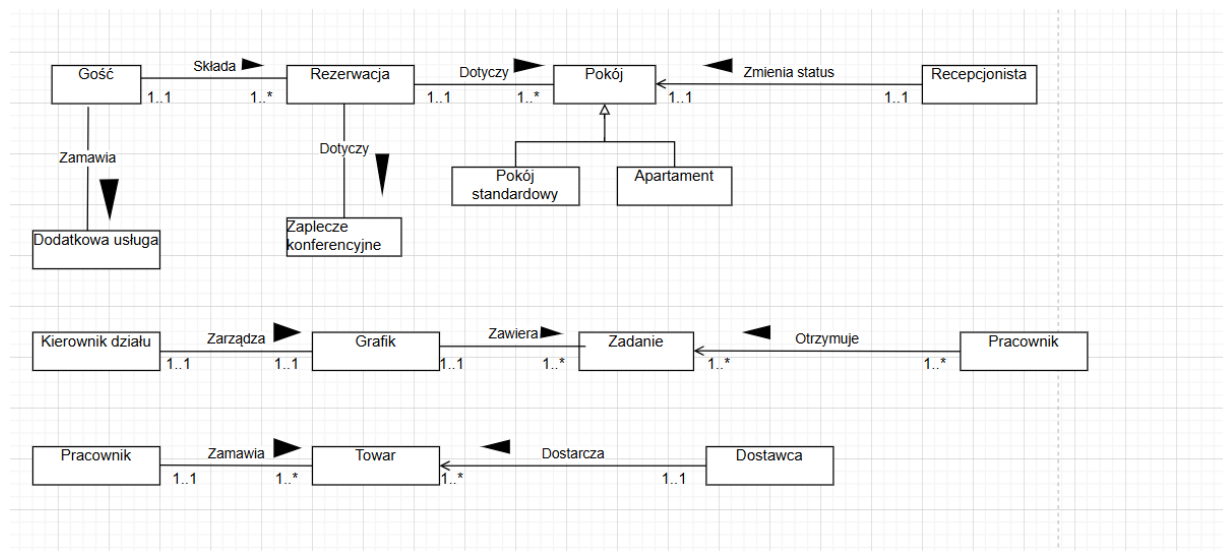 Gość
Składa
Rezerwacja
Dotyczy
Pokój
Zmienia status
Recepcjonista
1..1
1..*
1..1
1..*
1..1
1..1
Zamawia
Dotyczy
Pokój
standardowy
Apartament
Dodatkowa usługa
Zaplecze
konferencyjne
Kierownik działu
Zarządza
Grafik
Zawiera
Zadanie
Otrzymuje
Pracownik
1..1
1..1
1..1
1..*
1..*
1..*
Pracownik
Zamawia
Towar
Dostarcza
Dostawca
1..1
1..*
1..*
1..1